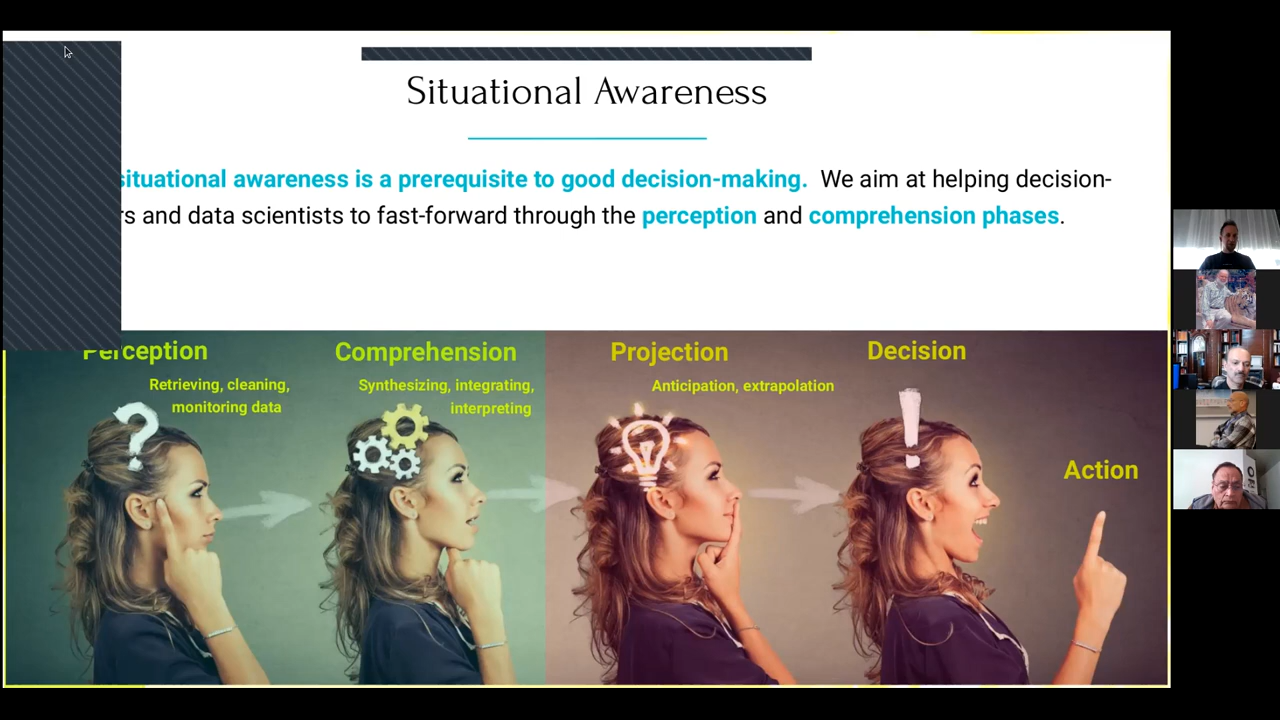 Situational Awareness
situational awareness is a prerequisite to good decision-making. We aim at helping decision-
rs and data scientists to fast-forward through the perception and comprehension phases.
Perception
Retrieving, cleaning,
monitoring data
Comprehension
Synthesizing, integrating,
interpreting
Projection
Anticipation, extrapolation
Decision
Action